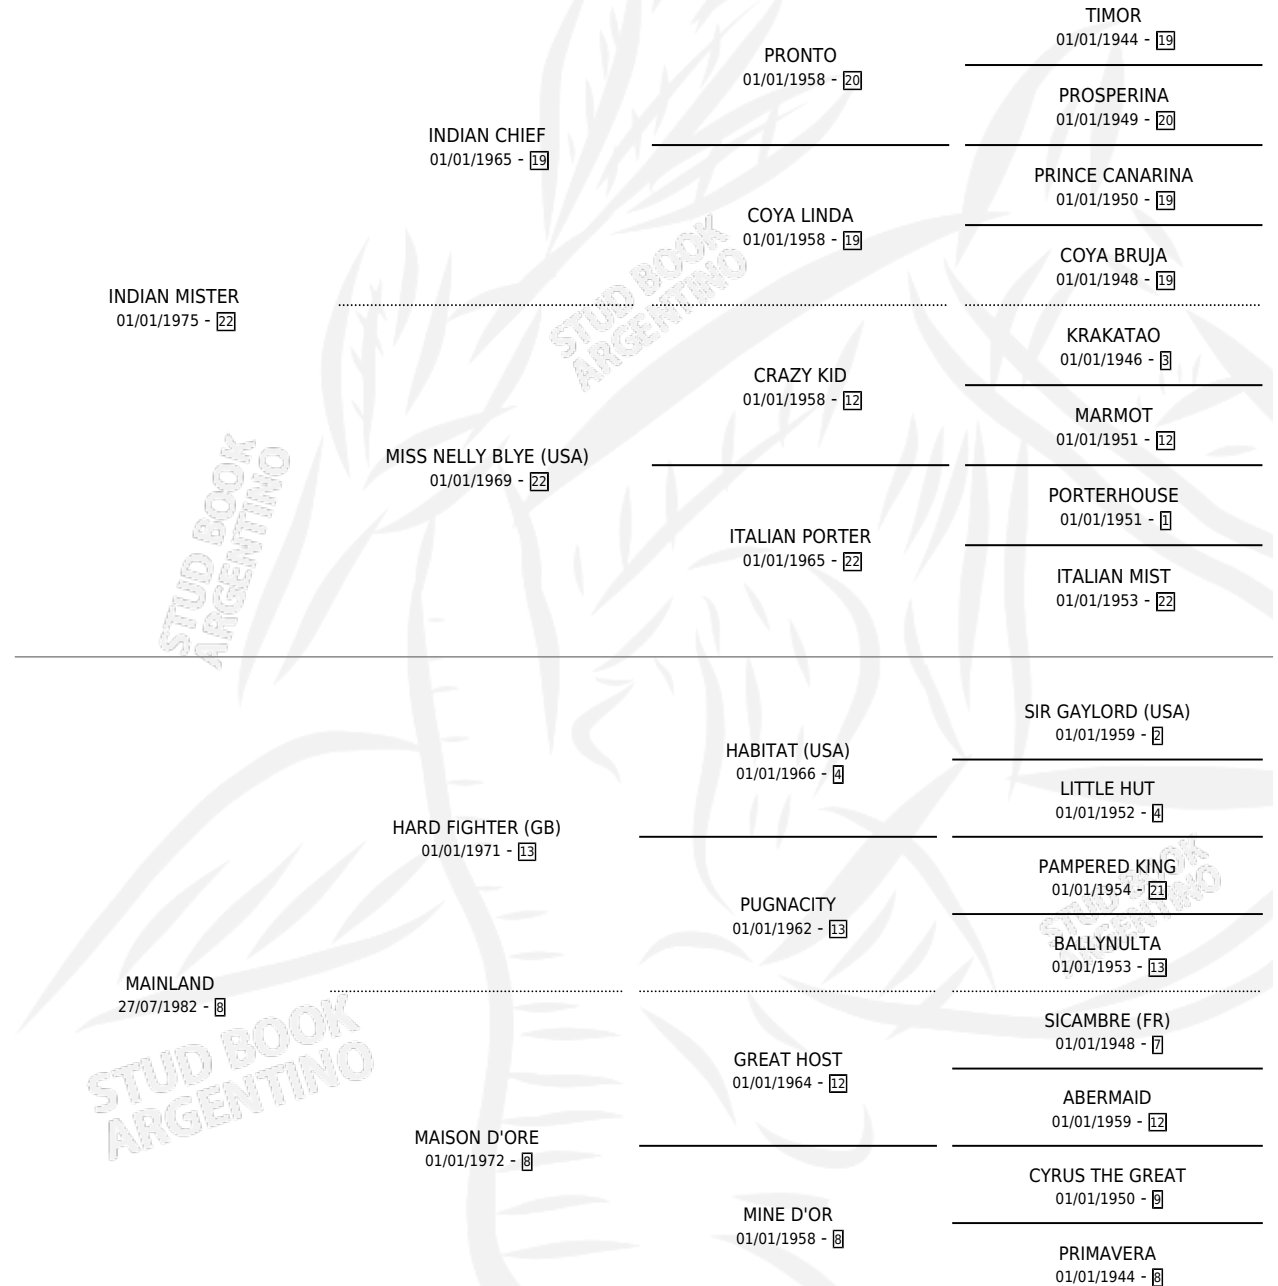 TIMOR
01/01/1944 - 19
PRONTO
01/01/1958 - 20
PROSPERINA
01/01/1949 - 20
INDIAN CHIEF
01/01/1965 - 19
PRINCE CANARINA
01/01/1950 - 19
COYA LINDA
01/01/1958 - 19
COYA BRUJA
01/01/1948 - 19
INDIAN MISTER
01/01/1975 - 22
KRAKATAO
01/01/1946 - 3
CRAZY KID
01/01/1958 - 12
MARMOT
01/01/1951 - 12
MISS NELLY BLYE (USA)
01/01/1969 - 22
PORTERHOUSE
01/01/1951 - 1
ITALIAN PORTER
01/01/1965 - 22
ITALIAN MIST
01/01/1953 - 22
STUD BOOK
ARGENTINO
STUD BOOK
ARGENTINO
SIR GAYLORD (USA)
01/01/1959 - 2
HABITAT (USA)
01/01/1966 - 4
LITTLE HUT
01/01/1952 - 4
HARD FIGHTER (GB)
01/01/1971 - 13
PAMPERED KING
01/01/1954 - 21
PUGNACITY
01/01/1962 - 13
BALLYNULTA
01/01/1953 - 13
MAINLAND
27/07/1982 - 8
SICAMBRE (FR)
01/01/1948 - 7
GREAT HOST
01/01/1964 - 12
ABERMAID
01/01/1959 - 12
MAISON D'ORE
01/01/1972 - 8
CYRUS THE GREAT
01/01/1950 - 9
MINE D'OR
01/01/1958 - 8
PRIMAVERA
01/01/1944 - 8
STUD BOOK
ARGENTINO
STUD BOOK
ARGENTINO